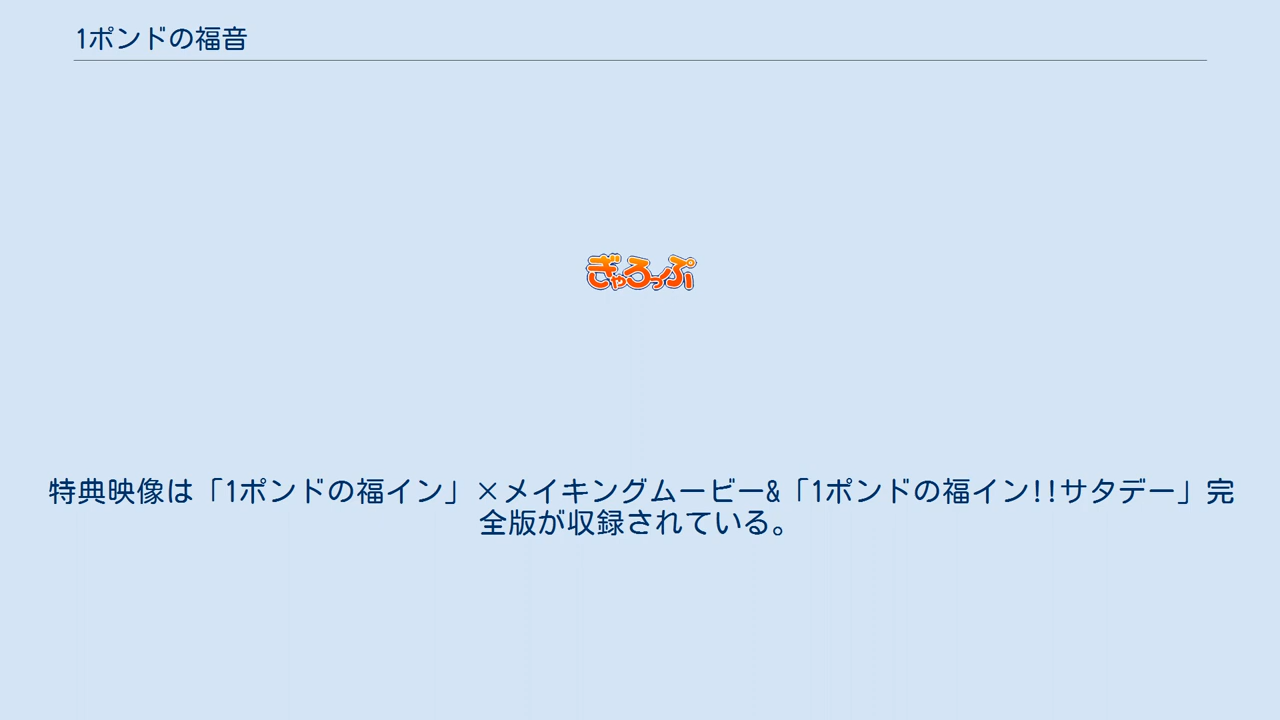 1ポンドの福音
ぎゃろっぷ
特典映像は「1ポンドの福イン」×メイキングムービー&「1ポンドの福イン!!サタデー」完
全版が収録されている。